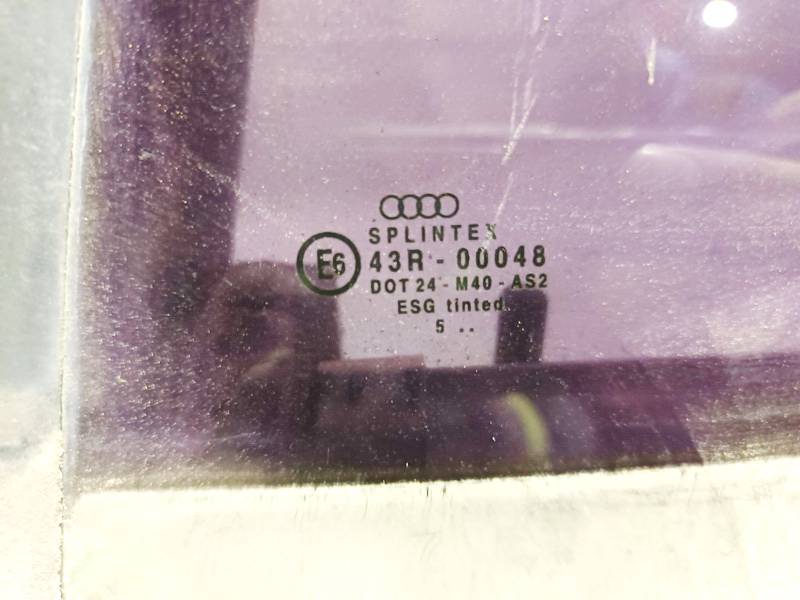 SPLINTEX
E6
43R - 00048
DOT 24 - M40 - AS2
ESG tinted
5 ..